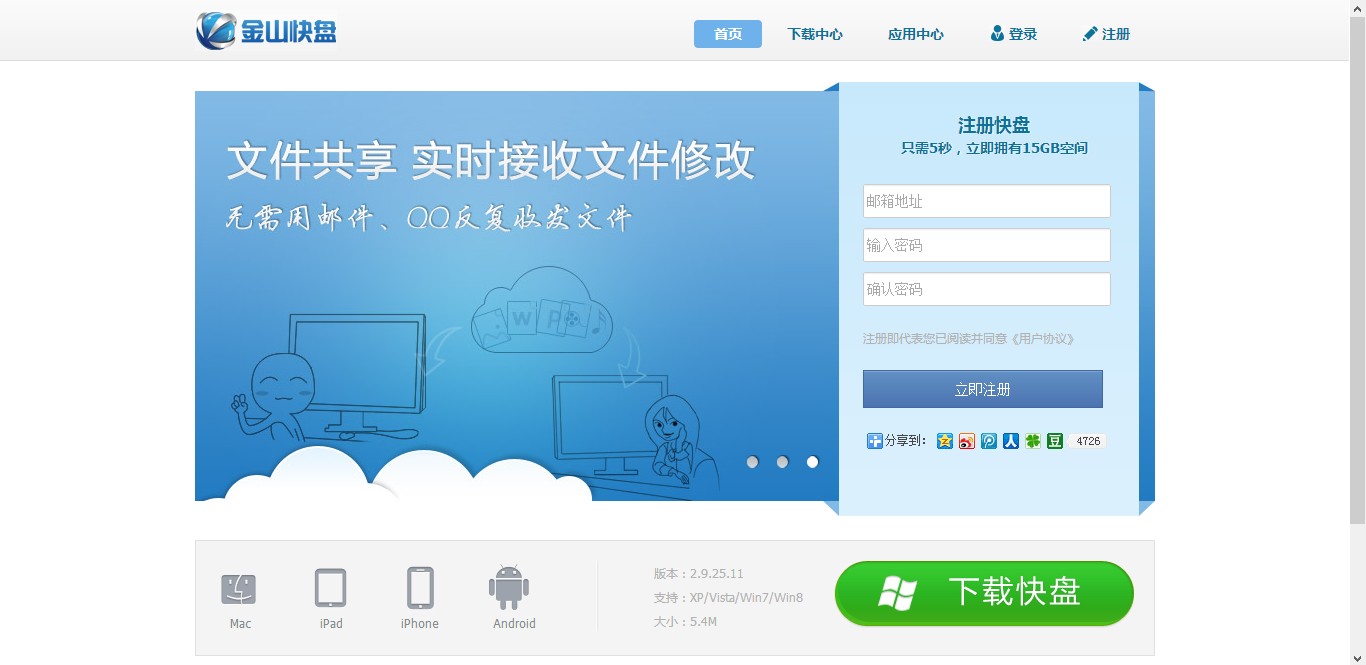 金山快盘
首页 下载中心 应用中心 登录 注册
文件共享 实时接收文件修改
无需用邮件、QQ反复收发文件
W P
注册快盘
只需5秒，立即拥有15GB空间
邮箱地址
输入密码
确认密码
注册即代表您已阅读并同意《用户协议》
立即注册
分享到： 人 豆 4726
Mac iPad iPhone Android
版本：2.9.25.11
支持：XP/Vista/Win7/Win8
大小：5.4M
下载快盘